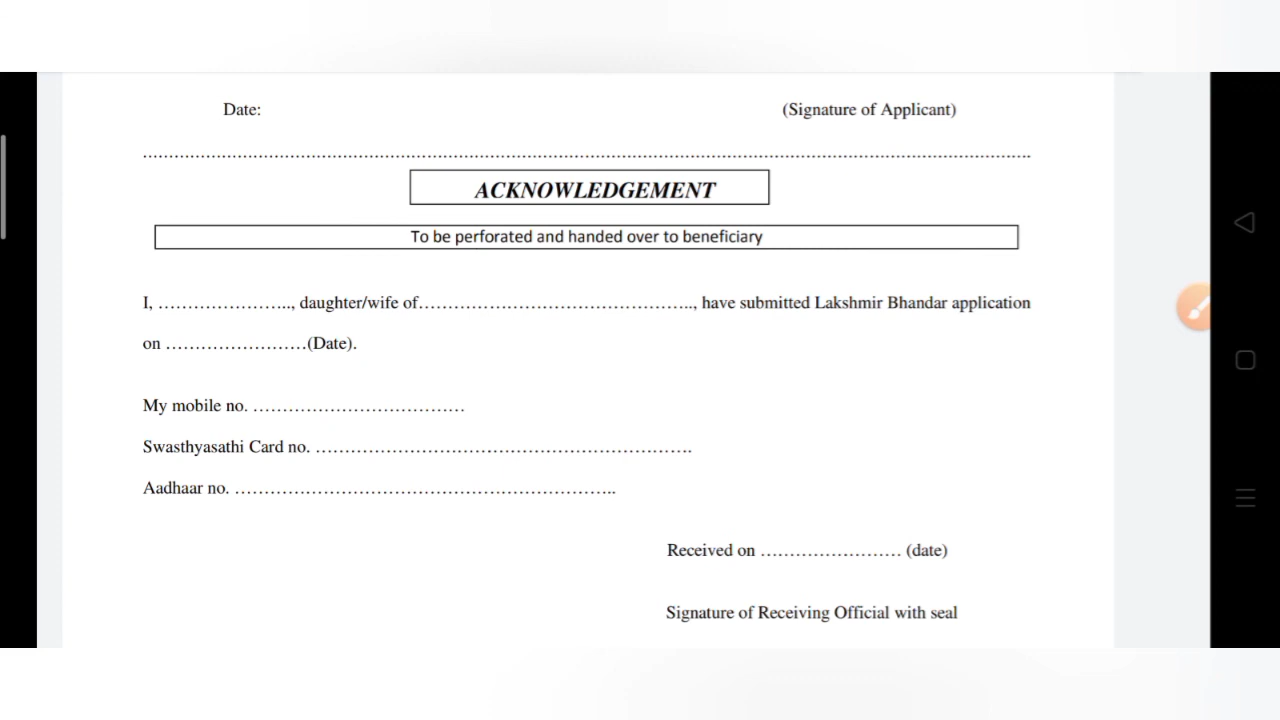 Date: (Signature of Applicant)
…………………………………………………………………………………………………………………………………….
ACKNOWLEDGEMENT
To be perforated and handed over to beneficiary
I, ………………….., daughter/wife of……………………………………….., have submitted Lakshmir Bhandar application
on ……………………(Date).
My mobile no. ………………………………
Swasthyasathi Card no. ……………………………………………………….
Aadhaar no. ………………………………………………………..
Received on …………………… (date)
Signature of Receiving Official with seal